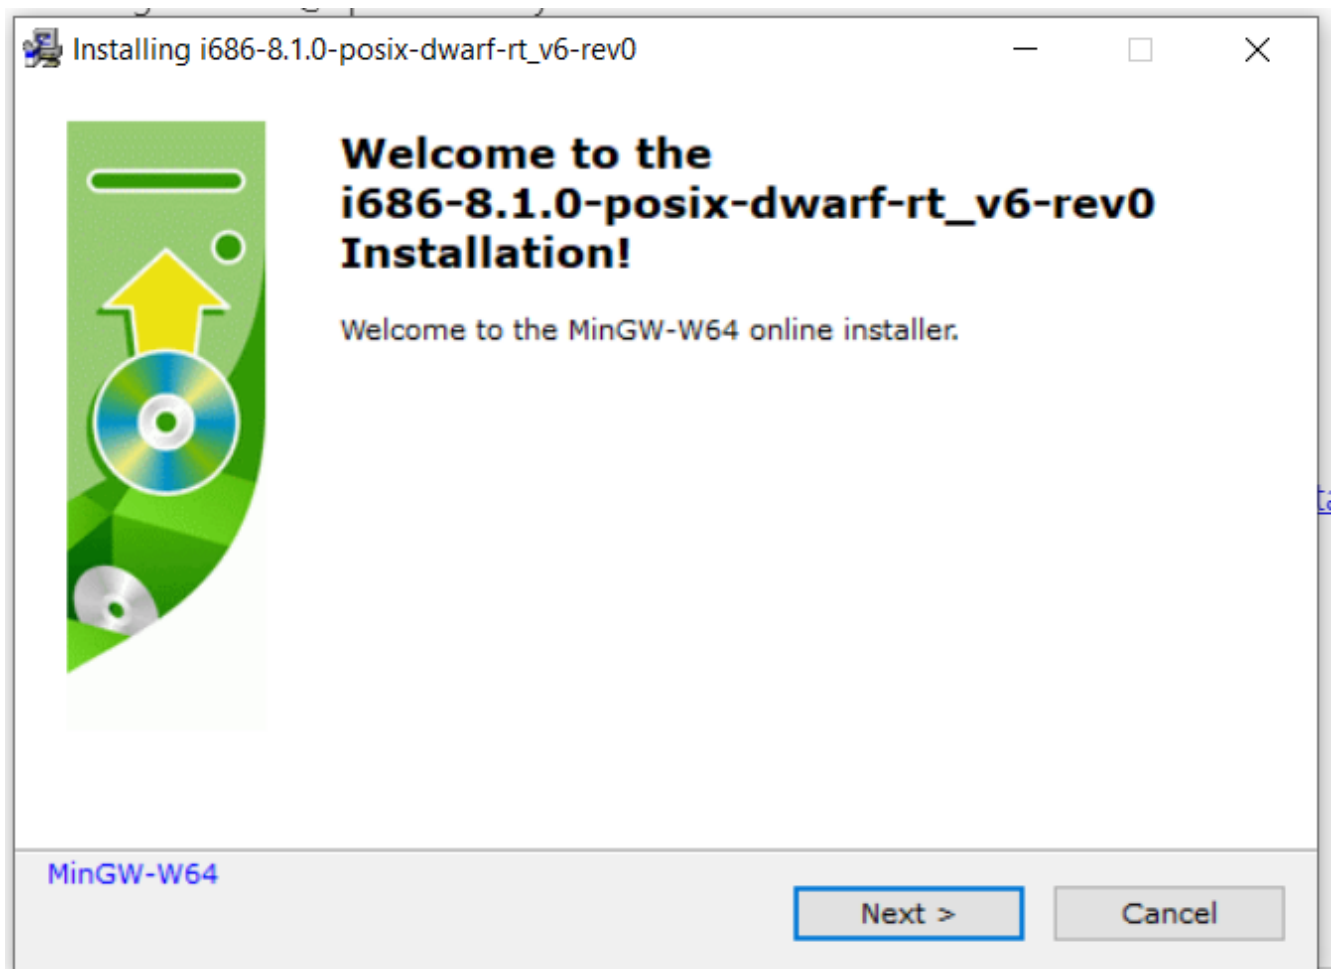 Installing i686-8.1.0-posix-dwarf-rt_v6-rev0
Welcome to the
i686-8.1.0-posix-dwarf-rt_v6-rev0
Installation!
Welcome to the MinGW-W64 online installer.
MinGW-W64
Next >
Cancel